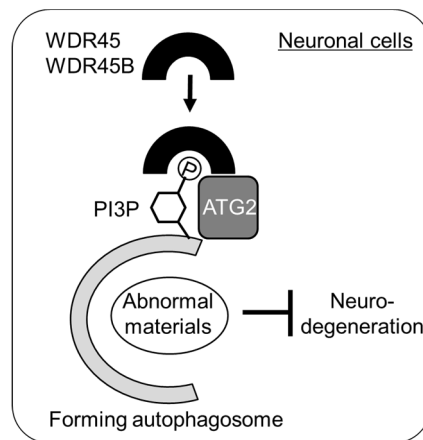 WDR45
WDR45B
Neuronal cells
P
PI3P
ATG2
Abnormal
materials
Neuro-
degeneration
Forming autophagosome